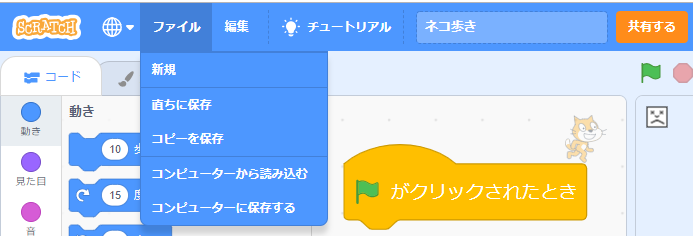 SCRATCH
ファイル 編集 チュートリアル ネコ歩き 共有する
新規
直ちに保存
コピーを保存
コンピューターから読み込む
コンピューターに保存する
コード
動き
見た目
音
動き
10
15
がクリックされたとき